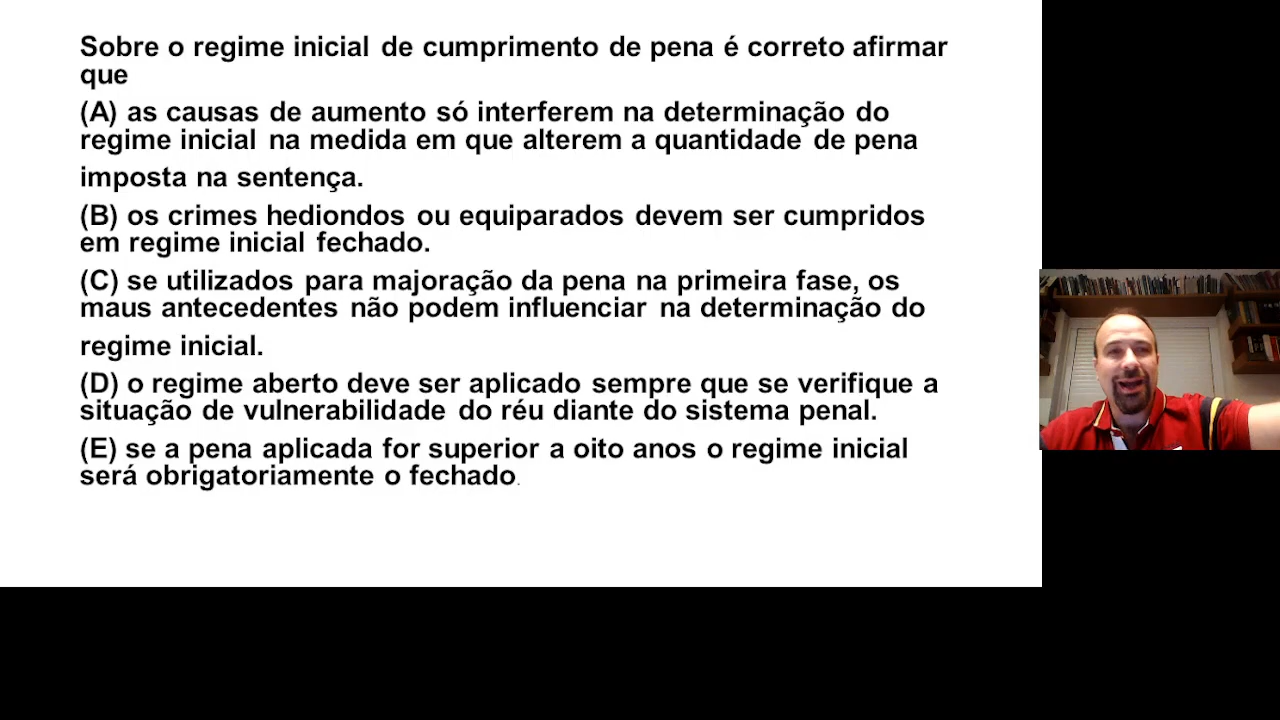 Sobre o regime inicial de cumprimento de pena é correto afirmar
que
(A) as causas de aumento só interferem na determinação do
regime inicial na medida em que alterem a quantidade de pena
imposta na sentença.
(B) os crimes hediondos ou equiparados devem ser cumpridos
em regime inicial fechado.
(C) se utilizados para majoração da pena na primeira fase, os
maus antecedentes não podem influenciar na determinação do
regime inicial.
(D) o regime aberto deve ser aplicado sempre que se verifique a
situação de vulnerabilidade do réu diante do sistema penal.
(E) se a pena aplicada for superior a oito anos o regime inicial
será obrigatoriamente o fechado.